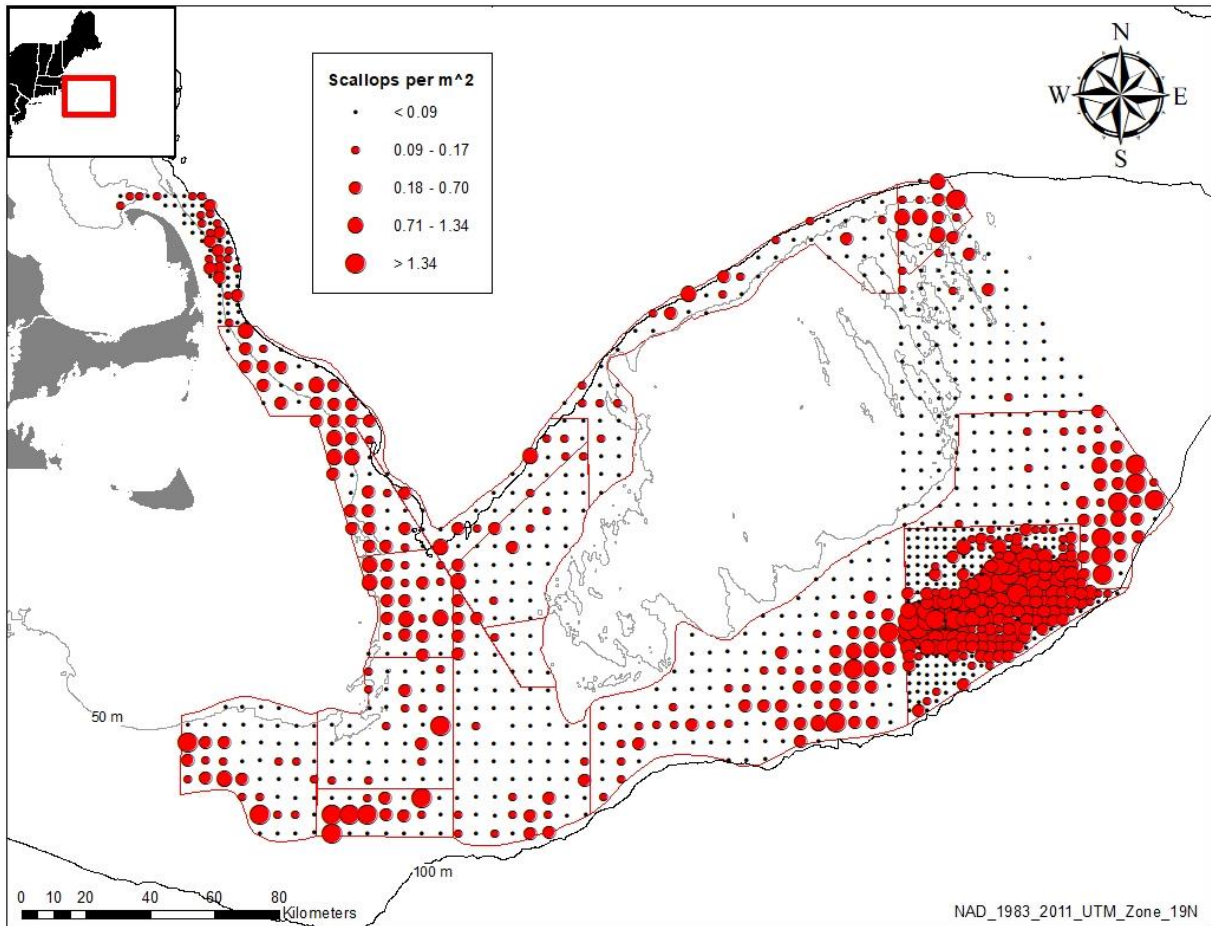 Scallops per m^2
< 0.09
0.09 - 0.17
0.18 - 0.70
0.71 - 1.34
> 1.34
N
W E
S
50 m
100 m
0 10 20 40 60 80
Kilometers
NAD_1983_2011_UTM_Zone_19N